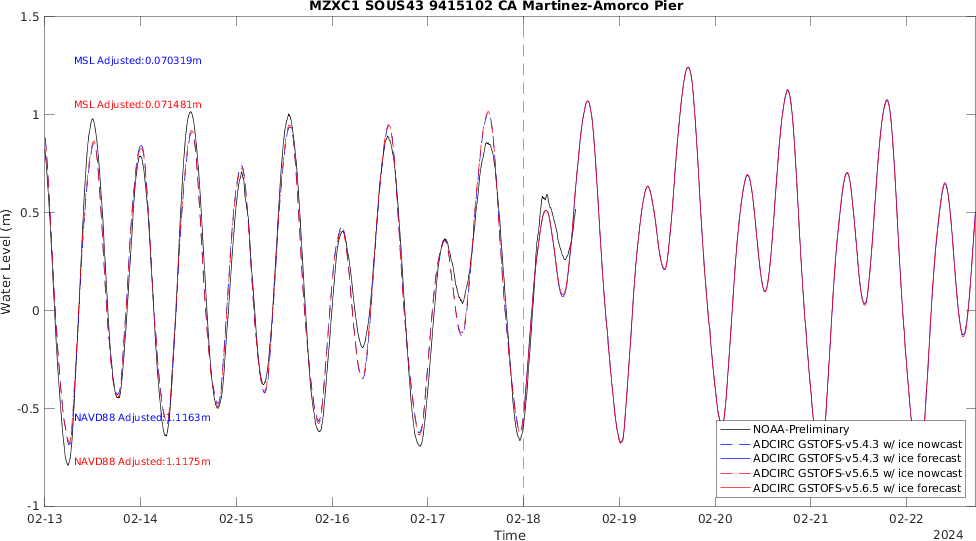 MZXC1 SOUS43 9415102 CA Martinez-Amorco Pier
1.5
1
0.5
0
-0.5
-1
Water Level (m)
MSL Adjusted:0.070319m
MSL Adjusted:0.071481m
NAVD88 Adjusted:1.1163m
NAVD88 Adjusted:1.1175m
NOAA-Preliminary
ADCIRC GSTOFS-v5.4.3 w/ ice nowcast
ADCIRC GSTOFS-v5.4.3 w/ ice forecast
ADCIRC GSTOFS-v5.6.5 w/ ice nowcast
ADCIRC GSTOFS-v5.6.5 w/ ice forecast
02-13 02-14 02-15 02-16 02-17 02-18 02-19 02-20 02-21 02-22
Time
2024